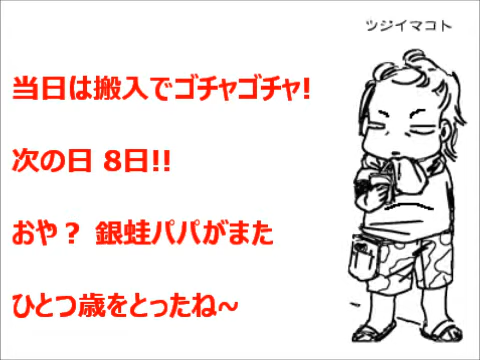 ツジイマコト
当日は搬入でゴチャゴチャ!
次の日 8日!!
おや？ 銀蛙パパがまた
ひとつ歳をとったね~